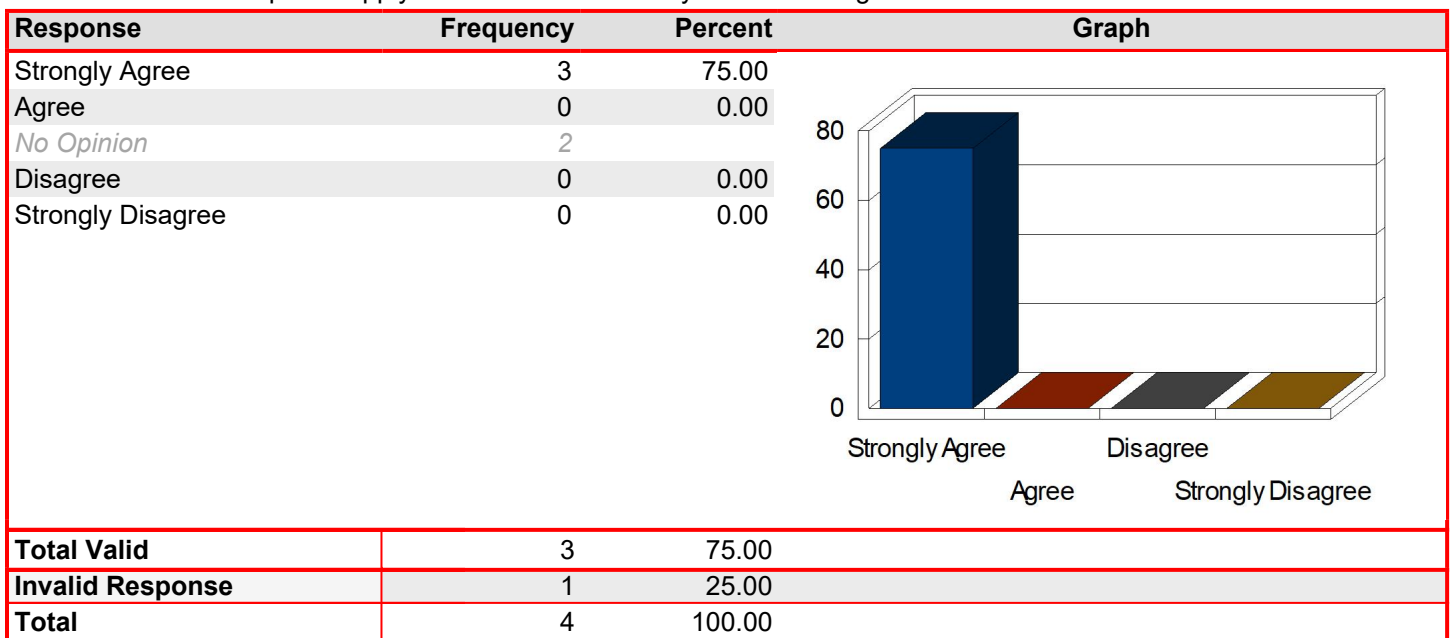 Response Frequency Percent Graph
Strongly Agree 3 75.00
Agree 0 0.00
No Opinion 2
Disagree 0 0.00
Strongly Disagree 0 0.00
80
60
40
20
0
Strongly Agree Disagree
Agree Strongly Disagree
Total Valid 3 75.00
Invalid Response 1 25.00
Total 4 100.00